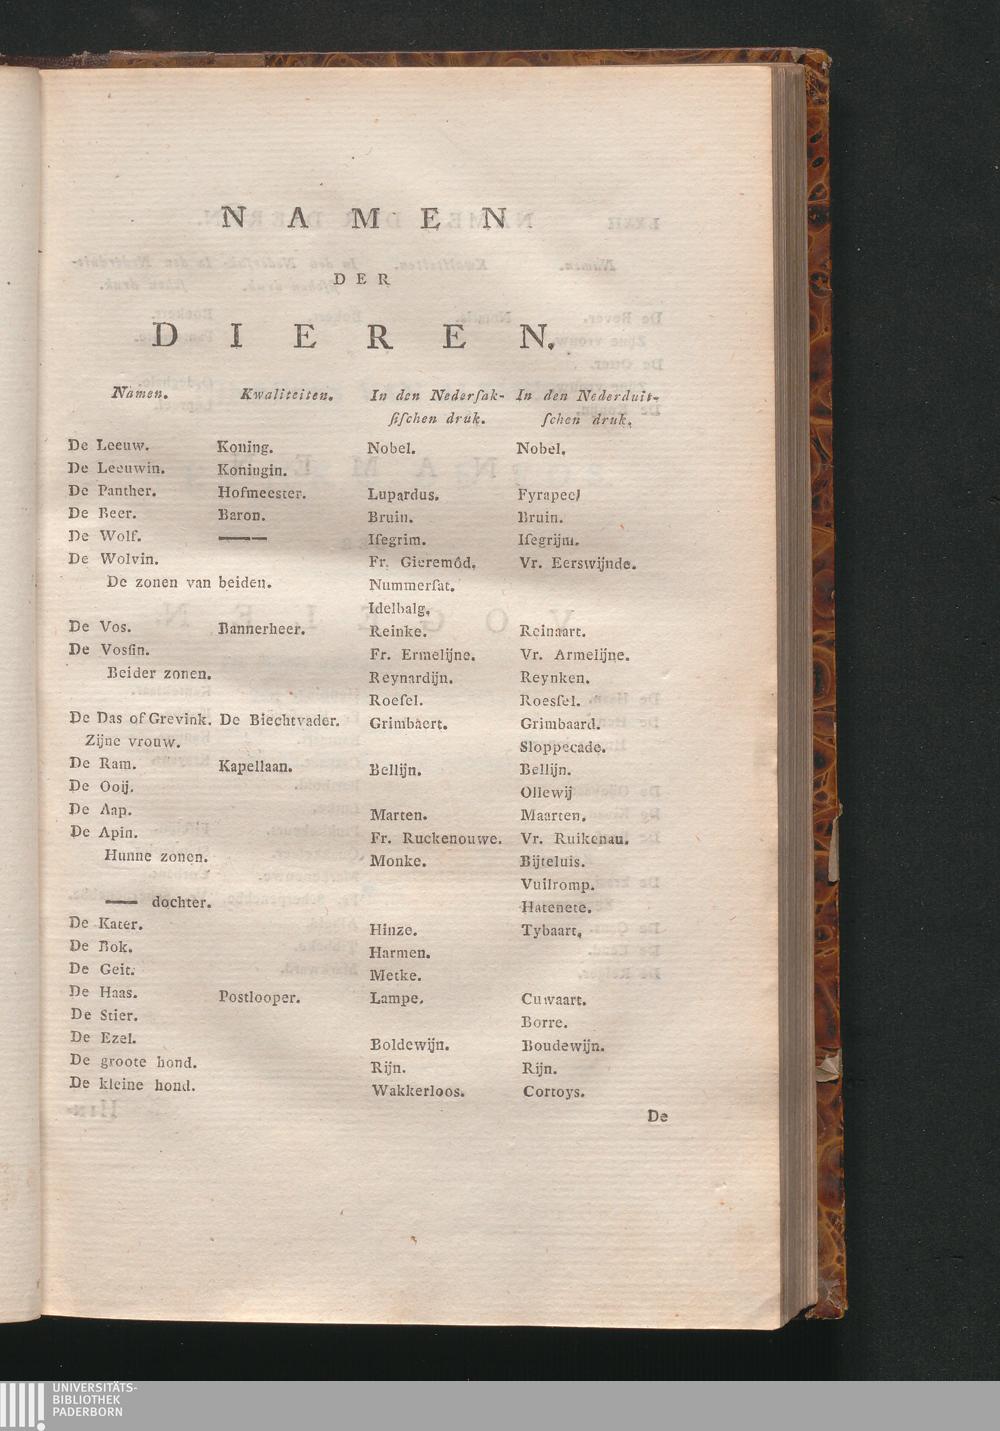 NAMEN
DER
DIEREN.
Namen. Kwaliteiten. In den Nederſak- In den Nederduit-
ſiſchen druk. ſchen druk.
De Leeuw. Koning. Nobel. Nobel.
De Leeuwin. Koningin.
De Panther. Hofmeester. Lupardus. Fyrapeel
De Beer. Baron. Bruin. Bruin.
De Wolf. —— Iſegrim. Iſegrijm.
De Wolvin. Fr. Gieremôd. Vr. Eerswijnde.
De zonen van beiden. Nummerſat.
Idelbalg.
De Vos. Bannerheer. Reinke. Reinaart.
De Vosſin. Fr. Ermelijne. Vr. Armelijne.
Beider zonen. Reynardijn. Reynken.
Roeſel. Roesſel.
De Das of Grevink. De Biechtvader. Grimbaert. Grimbaard.
Zijne vrouw. Sloppecade.
De Ram. Kapellaan. Bellijn. Bellijn.
De Ooij. Ollewij
De Aap. Marten. Maarten.
De Apin. Fr. Ruckenouwe. Vr. Ruikenau.
Hunne zonen. Monke. Bijteluis.
Vuilromp.
—— dochter. Hatenete.
De Kater. Hinze. Tybaart.
De Bok. Harmen.
De Geit. Metke.
De Haas. Postlooper. Lampe. Cuwaart.
De Stier. Borre.
De Ezel. Boldewijn. Boudewijn.
De groote hond. Rijn. Rijn.
De kleine hond. Wakkerloos. Cortoys.
De
UNIVERSITÄTS-
BIBLIOTHEK
PADERBORN